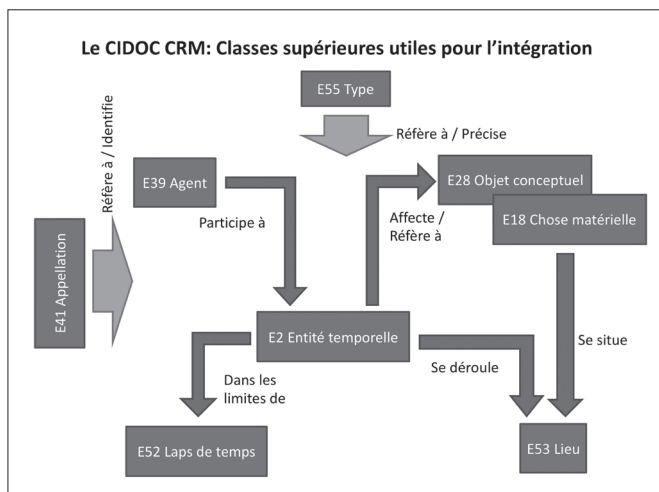 Le CIDOC CRM: Classes supérieures utiles pour l’intégration
E55 Type
Réfère à / Précise
Réfère à / Identifie
E39 Agent
E28 Objet conceptuel
E18 Chose matérielle
Participe à
Affecte /
Réfère à
E41 Appellation
E2 Entité temporelle
Se situe
Dans les
limites de
Se déroule
E52 Laps de temps
E53 Lieu